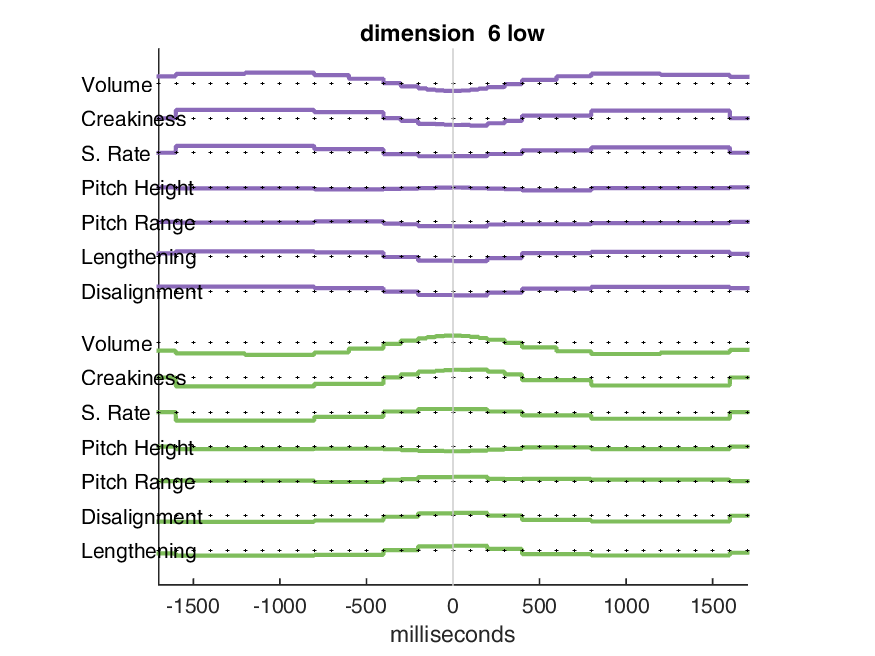 dimension  6 low
Volume
Creakiness
S. Rate
Pitch Height
Pitch Range
Lengthening
Disalignment
Volume
Creakiness
S. Rate
Pitch Height
Pitch Range
Disalignment
Lengthening
-1500 -1000 -500 0 500 1000 1500
milliseconds